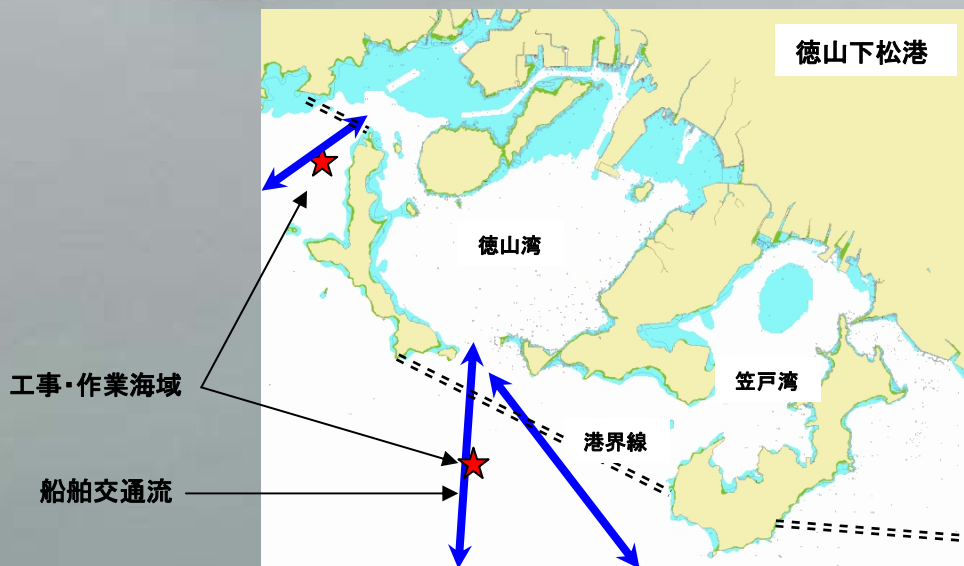 徳山下松港
徳山湾
工事・作業海域
笠戸湾
港界線
船舶交通流